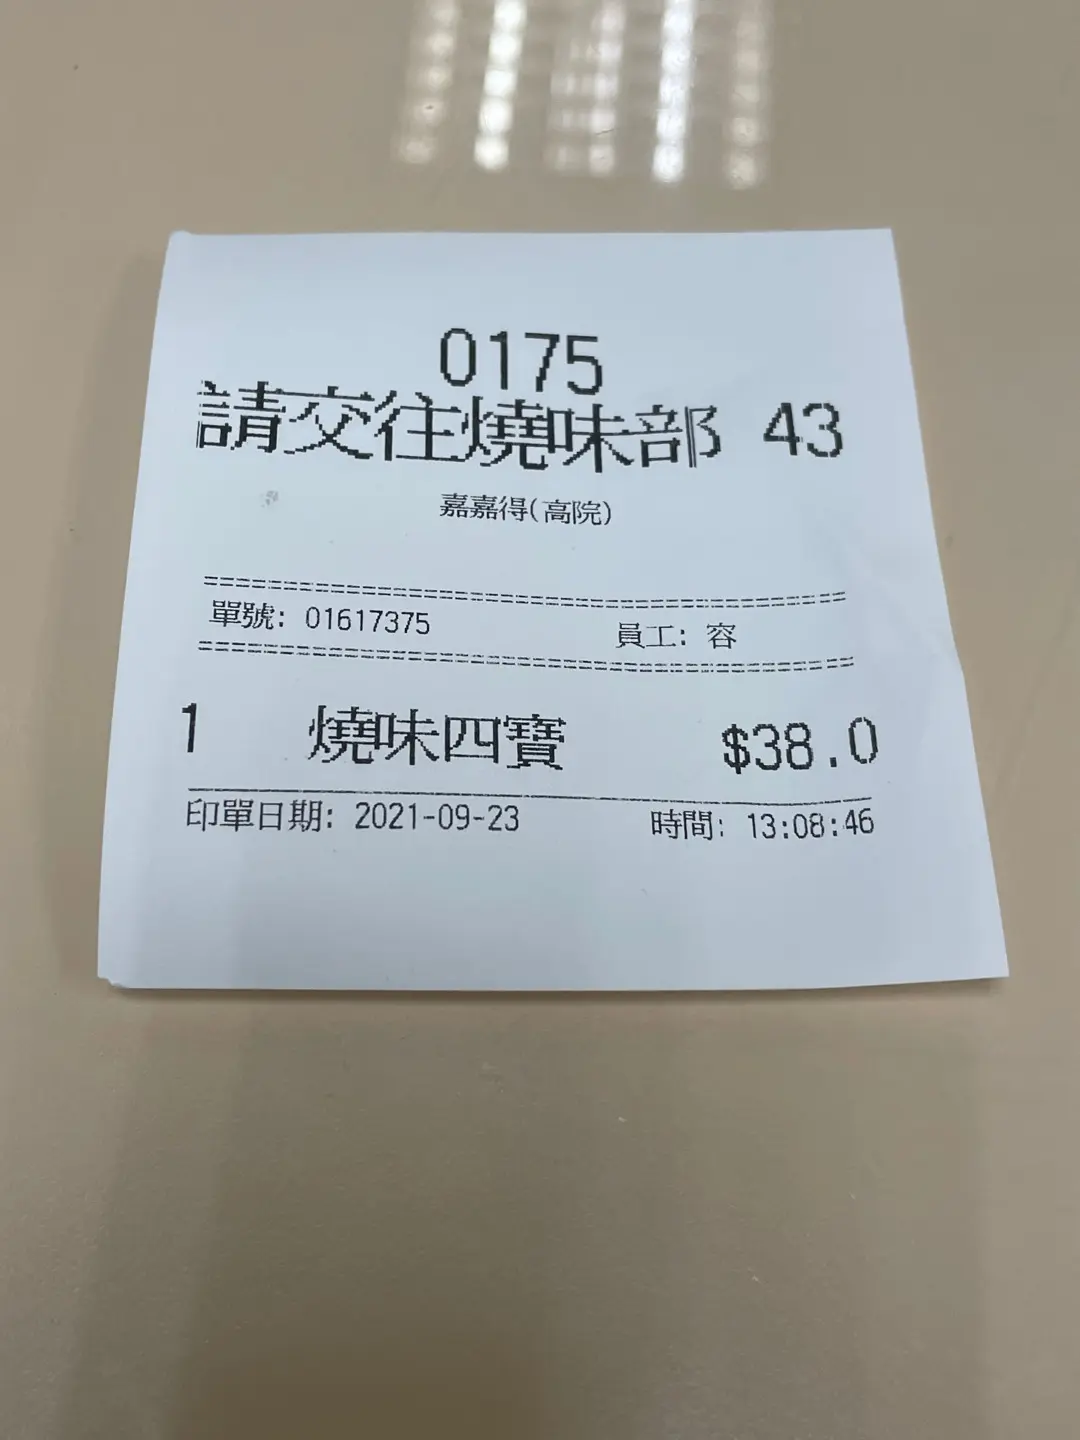 0175
請交往燒味部 43
嘉嘉得(高院)
單號: 01617375 員工: 容
1 燒味四寶 $38.0
印單日期: 2021-09-23 時間: 13:08:46